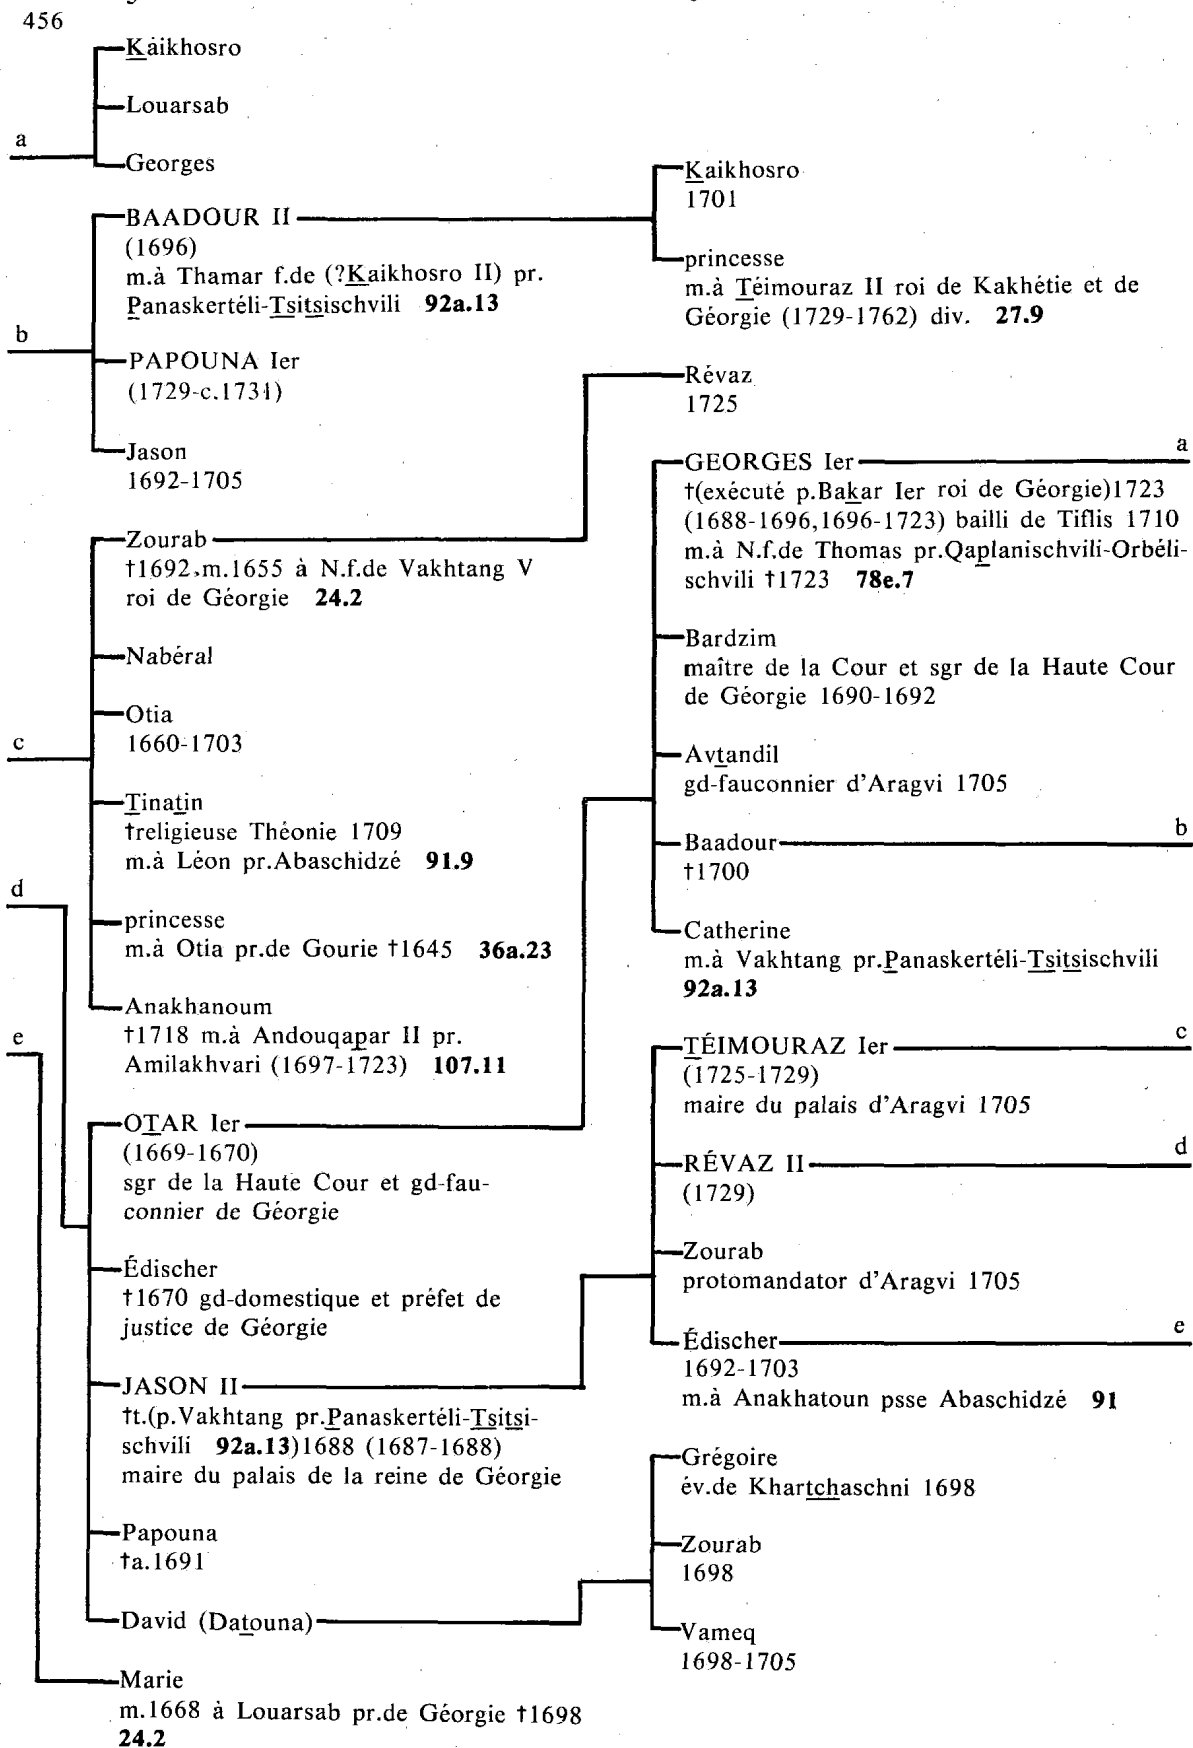 456
Kaikhosro
Louarsab
a
Georges
BAADOUR II
(1696)
m.à Thamar f.de (?Kaikhosro II) pr.
Panaskertéli-Tsitsischvili 92a.13
b
PAPOUNA Ier
(1729-c.1731)
Jason
1692-1705
Zourab
†1692,m.1655 à N.f.de Vakhtang V
roi de Géorgie 24.2
Nabéral
Otia
1660-1703
c
Tinatin
†religieuse Théonie 1709
m.à Léon pr.Abaschidzé 91.9
d
princesse
m.à Otia pr.de Gourie †1645 36a.23
Anakhanoum
†1718 m.à Andouqapar II pr.
Amilakhvari (1697-1723) 107.11
e
OTAR Ier
(1669-1670)
sgr de la Haute Cour et gd-fau-
connier de Géorgie
Édischer
†1670 gd-domestique et préfet de
justice de Géorgie
JASON II
†t.(p.Vakhtang pr.Panaskertéli-Tsitsi-
schvili 92a.13)1688 (1687-1688)
maire du palais de la reine de Géorgie
Papouna
†a.1691
David (Datouna)
Marie
m.1668 à Louarsab pr.de Géorgie †1698
24.2
Kaikhosro
1701
princesse
m.à Téimouraz II roi de Kakhétie et de
Géorgie (1729-1762) div. 27.9
Révaz
1725
GEORGES Ier a
†(exécuté p.Bakar Ier roi de Géorgie)1723
(1688-1696,1696-1723) bailli de Tiflis 1710
m.à N.f.de Thomas pr.Qaplanischvili-Orbéli-
schvili †1723 78e.7
Bardzim
maître de la Cour et sgr de la Haute Cour
de Géorgie 1690-1692
Avtandil
gd-fauconnier d'Aragvi 1705
Baadour b
†1700
Catherine
m.à Vakhtang pr.Panaskertéli-Tsitsischvili
92a.13
TÉIMOURAZ Ier c
(1725-1729)
maire du palais d'Aragvi 1705
RÉVAZ II d
(1729)
Zourab
protomandator d'Aragvi 1705
Édischer e
1692-1703
m.à Anakhatoun psse Abaschidzé 91
Grégoire
év.de Khartchaschni 1698
Zourab
1698
Vameq
1698-1705